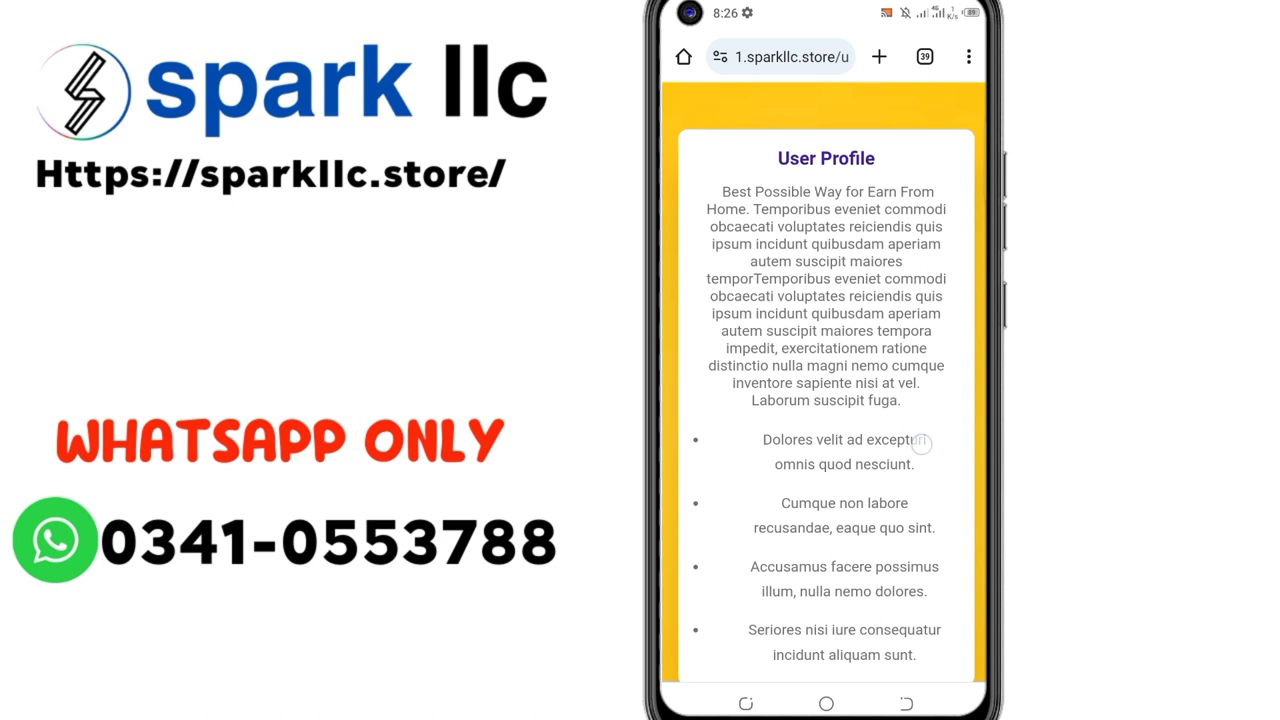 spark llc
Https://sparkllc.store/
WHATSAPP ONLY
0341-0553788
8:26
4G
1
K/s
89
1.sparkllc.store/u
39
User Profile
Best Possible Way for Earn From
Home. Temporibus eveniet commodi
obcaecati voluptates reiciendis quis
ipsum incidunt quibusdam aperiam
autem suscipit maiores
temporTemporibus eveniet commodi
obcaecati voluptates reiciendis quis
ipsum incidunt quibusdam aperiam
autem suscipit maiores tempora
impedit, exercitationem ratione
distinctio nulla magni nemo cumque
inventore sapiente nisi at vel.
Laborum suscipit fuga.
• Dolores velit ad excepturi
omnis quod nesciunt.
• Cumque non labore
recusandae, eaque quo sint.
• Accusamus facere possimus
illum, nulla nemo dolores.
• Seriores nisi iure consequatur
incidunt aliquam sunt.